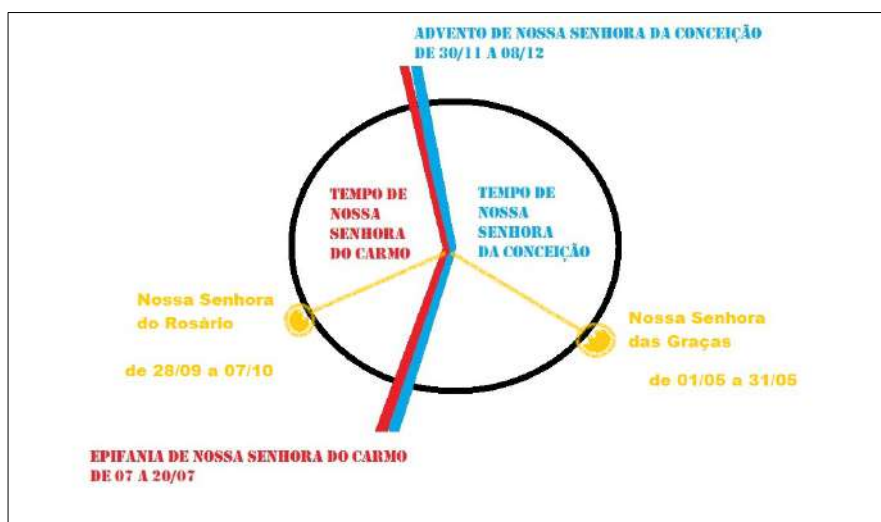 ADVENTO DE NOSSA SENHORA DA CONCEIÇÃO
DE 30/11 A 08/12
TEMPO DE
NOSSA
SENHORA
DO CARMO
TEMPO DE
NOSSA
SENHORA
DA CONCEIÇÃO
Nossa Senhora
do Rosário
de 28/09 a 07/10
Nossa Senhora
das Graças
de 01/05 a 31/05
EPIFANIA DE NOSSA SENHORA DO CARMO
DE 07 A 20/07